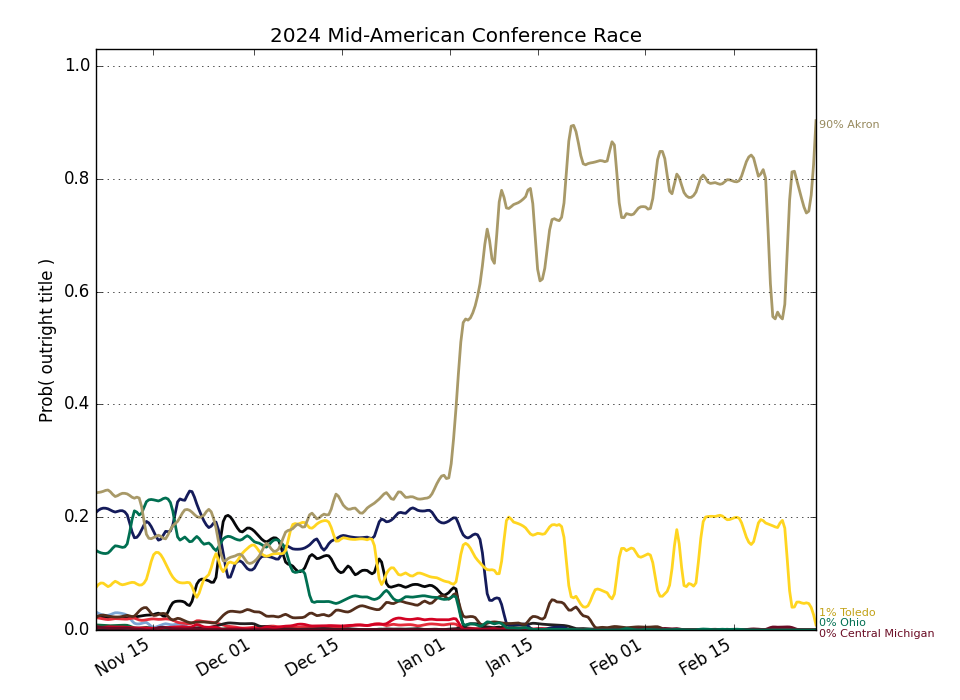 2024 Mid-American Conference Race
1.0
0.8
0.6
0.4
0.2
0.0
Prob( outright title )
Nov 15
Dec 01
Dec 15
Jan 01
Jan 15
Feb 01
Feb 15
90% Akron
1% Toledo
0% Ohio
0% Central Michigan